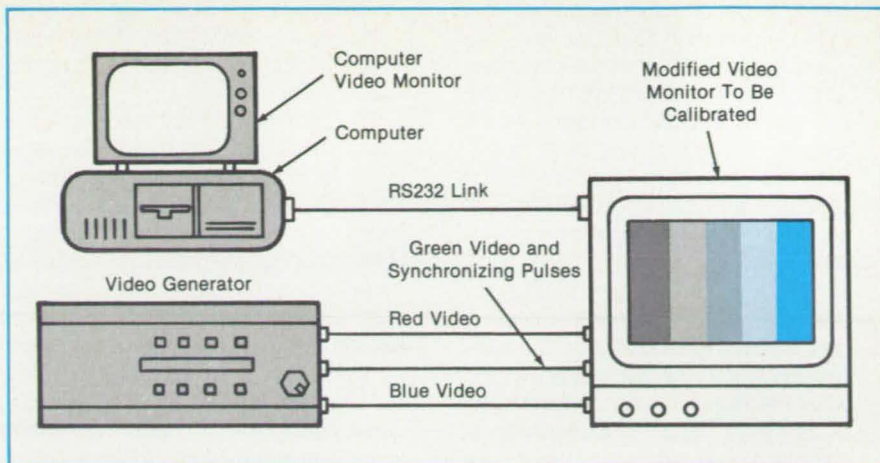 Computer
Video Monitor
Computer
Modified Video
Monitor To Be
Calibrated
RS232 Link
Green Video and
Synchronizing Pulses
Video Generator
Red Video
Blue Video